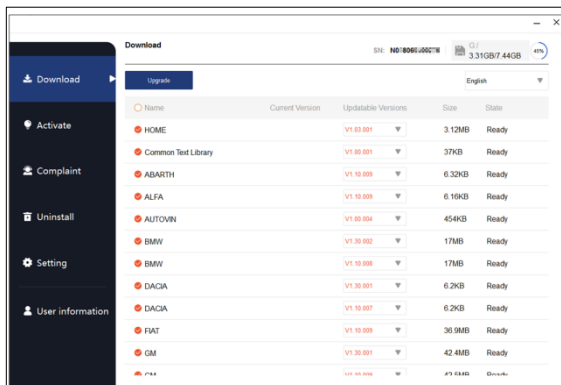 Download
SN:
G:/
3.31GB/7.44GB
45%
Download
Upgrade
English
Name Current Version Updatable Versions Size State
HOME V1.03.001 3.12MB Ready
Activate
Common Text Library V1.00.001 37KB Ready
ABARTH V1.10.009 6.32KB Ready
Complaint
ALFA V1.10.009 6.16KB Ready
Uninstall
AUTOVIN V1.00.004 454KB Ready
BMW V1.30.002 17MB Ready
Setting
BMW V1.10.008 17MB Ready
DACIA V1.30.001 6.2KB Ready
User information
DACIA V1.10.007 6.2KB Ready
FIAT V1.10.009 36.9MB Ready
GM V1.30.001 42.4MB Ready